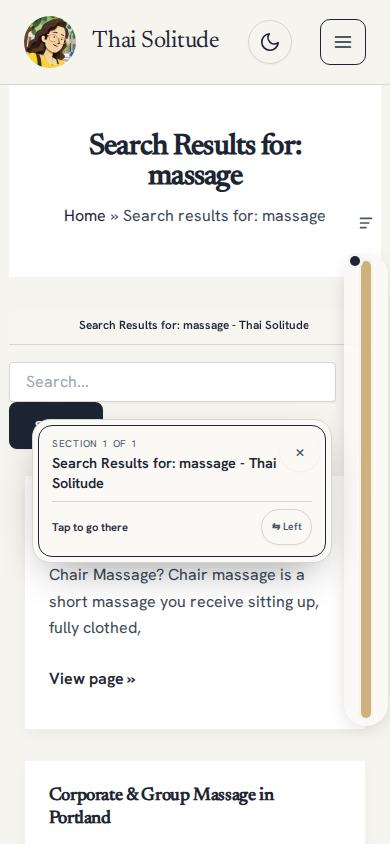 Thai Solitude
Search Results for:
massage
Home » Search results for: massage
Search Results for: massage - Thai Solitude
Search...
SECTION 1 OF 1
Search Results for: massage - Thai
Solitude
×
Tap to go there
⇆ Left
Chair Massage? Chair massage is a
short massage you receive sitting up,
fully clothed,
View page »
Corporate & Group Massage in
Portland